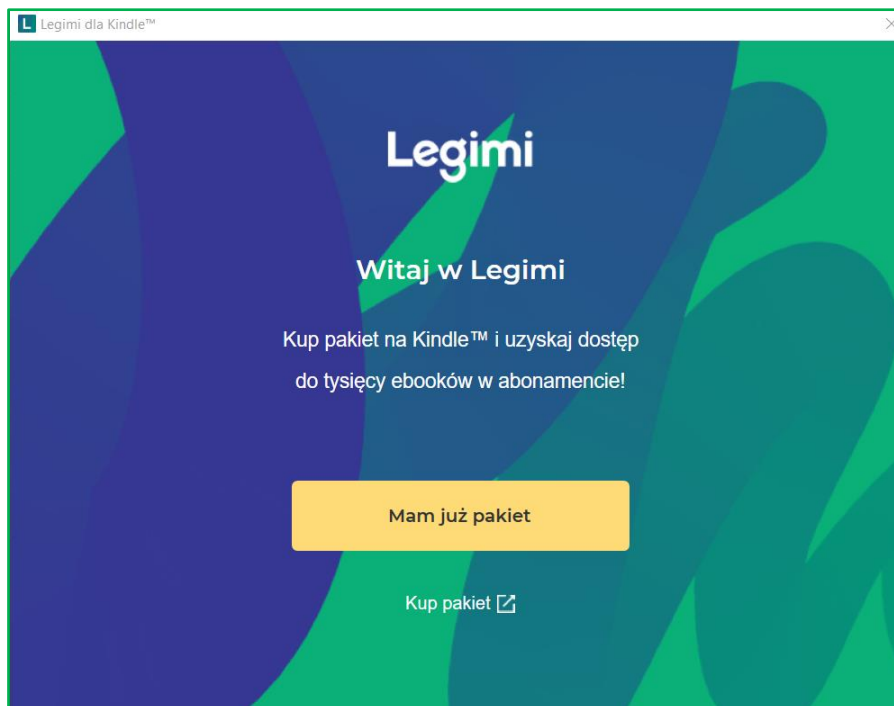 L Legimi dla Kindle™
Legimi
Witaj w Legimi
Kup pakiet na Kindle™ i uzyskaj dostęp
do tysięcy ebooków w abonamencie!
Mam już pakiet
Kup pakiet